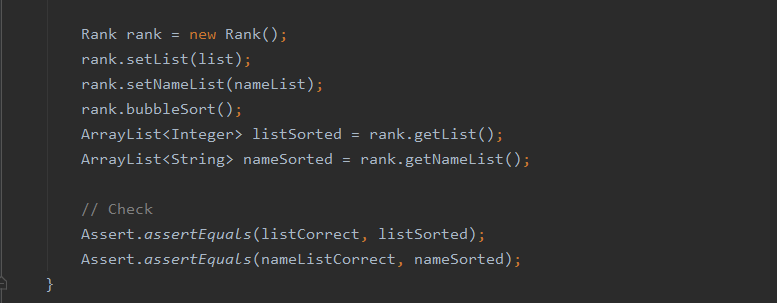 Rank rank = new Rank();
rank.setList(list);
rank.setNameList(nameList);
rank.bubbleSort();
ArrayList<Integer> listSorted = rank.getList();
ArrayList<String> nameSorted = rank.getNameList();
// Check
Assert.assertEquals(listCorrect, listSorted);
Assert.assertEquals(nameListCorrect, nameSorted);
}